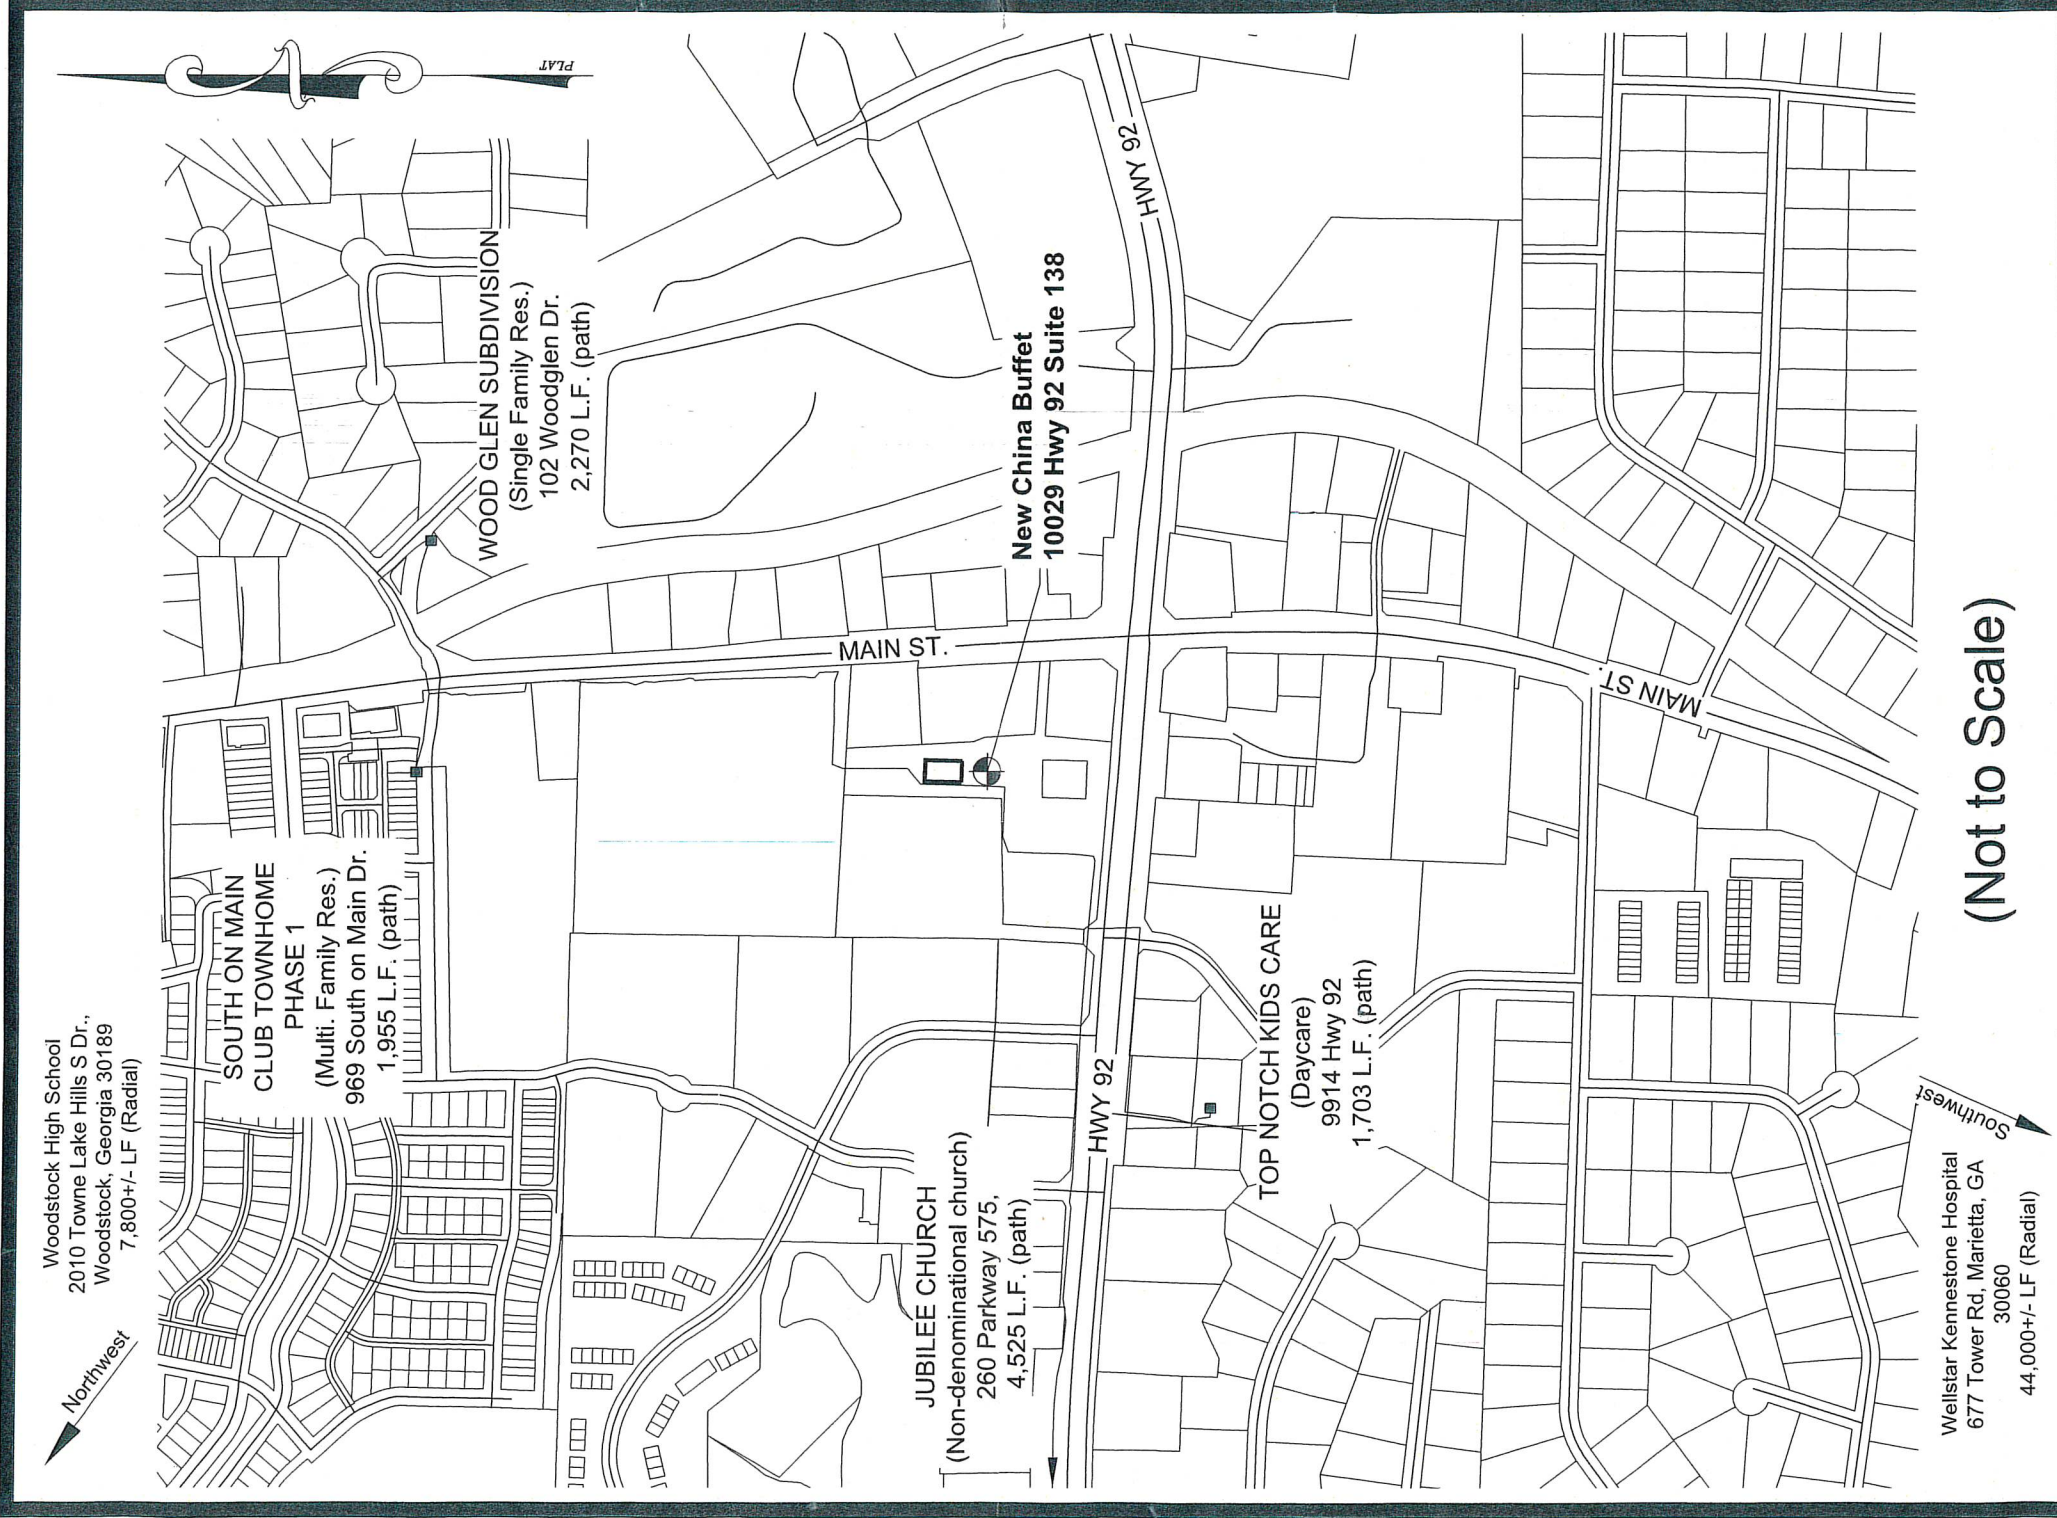 PLAT
Northwest
Woodstock High School
2010 Towne Lake Hills S Dr.,
Woodstock, Georgia 30189
7,800+/- LF (Radial)
SOUTH ON MAIN
CLUB TOWNHOME
PHASE 1
(Multi. Family Res.)
969 South on Main Dr.
1,955 L.F. (path)
WOOD GLEN SUBDIVISION
(Single Family Res.)
102 Woodglen Dr.
2,270 L.F. (path)
MAIN ST.
New China Buffet
10029 Hwy 92 Suite 138
HWY 92
JUBILEE CHURCH
(Non-denominational church)
260 Parkway 575,
4,525 L.F. (path)
HWY 92
TOP NOTCH KIDS CARE
(Daycare)
9914 Hwy 92
1,703 L.F. (path)
MAIN ST.
Southwest
Wellstar Kennestone Hospital
677 Tower Rd, Marietta, GA
30060
44,000+/- LF (Radial)
(Not to Scale)